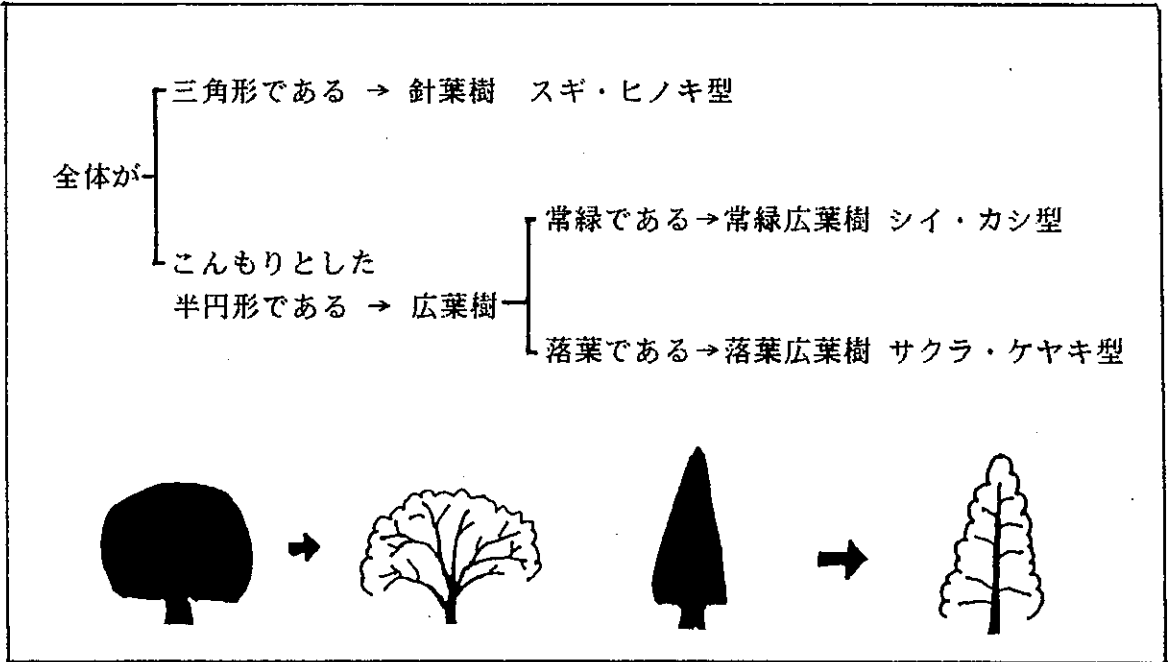 三角形である → 針葉樹 スギ・ヒノキ型
全体が
常緑である→常緑広葉樹 シイ・カシ型
こんもりとした
半円形である → 広葉樹
落葉である→落葉広葉樹 サクラ・ケヤキ型